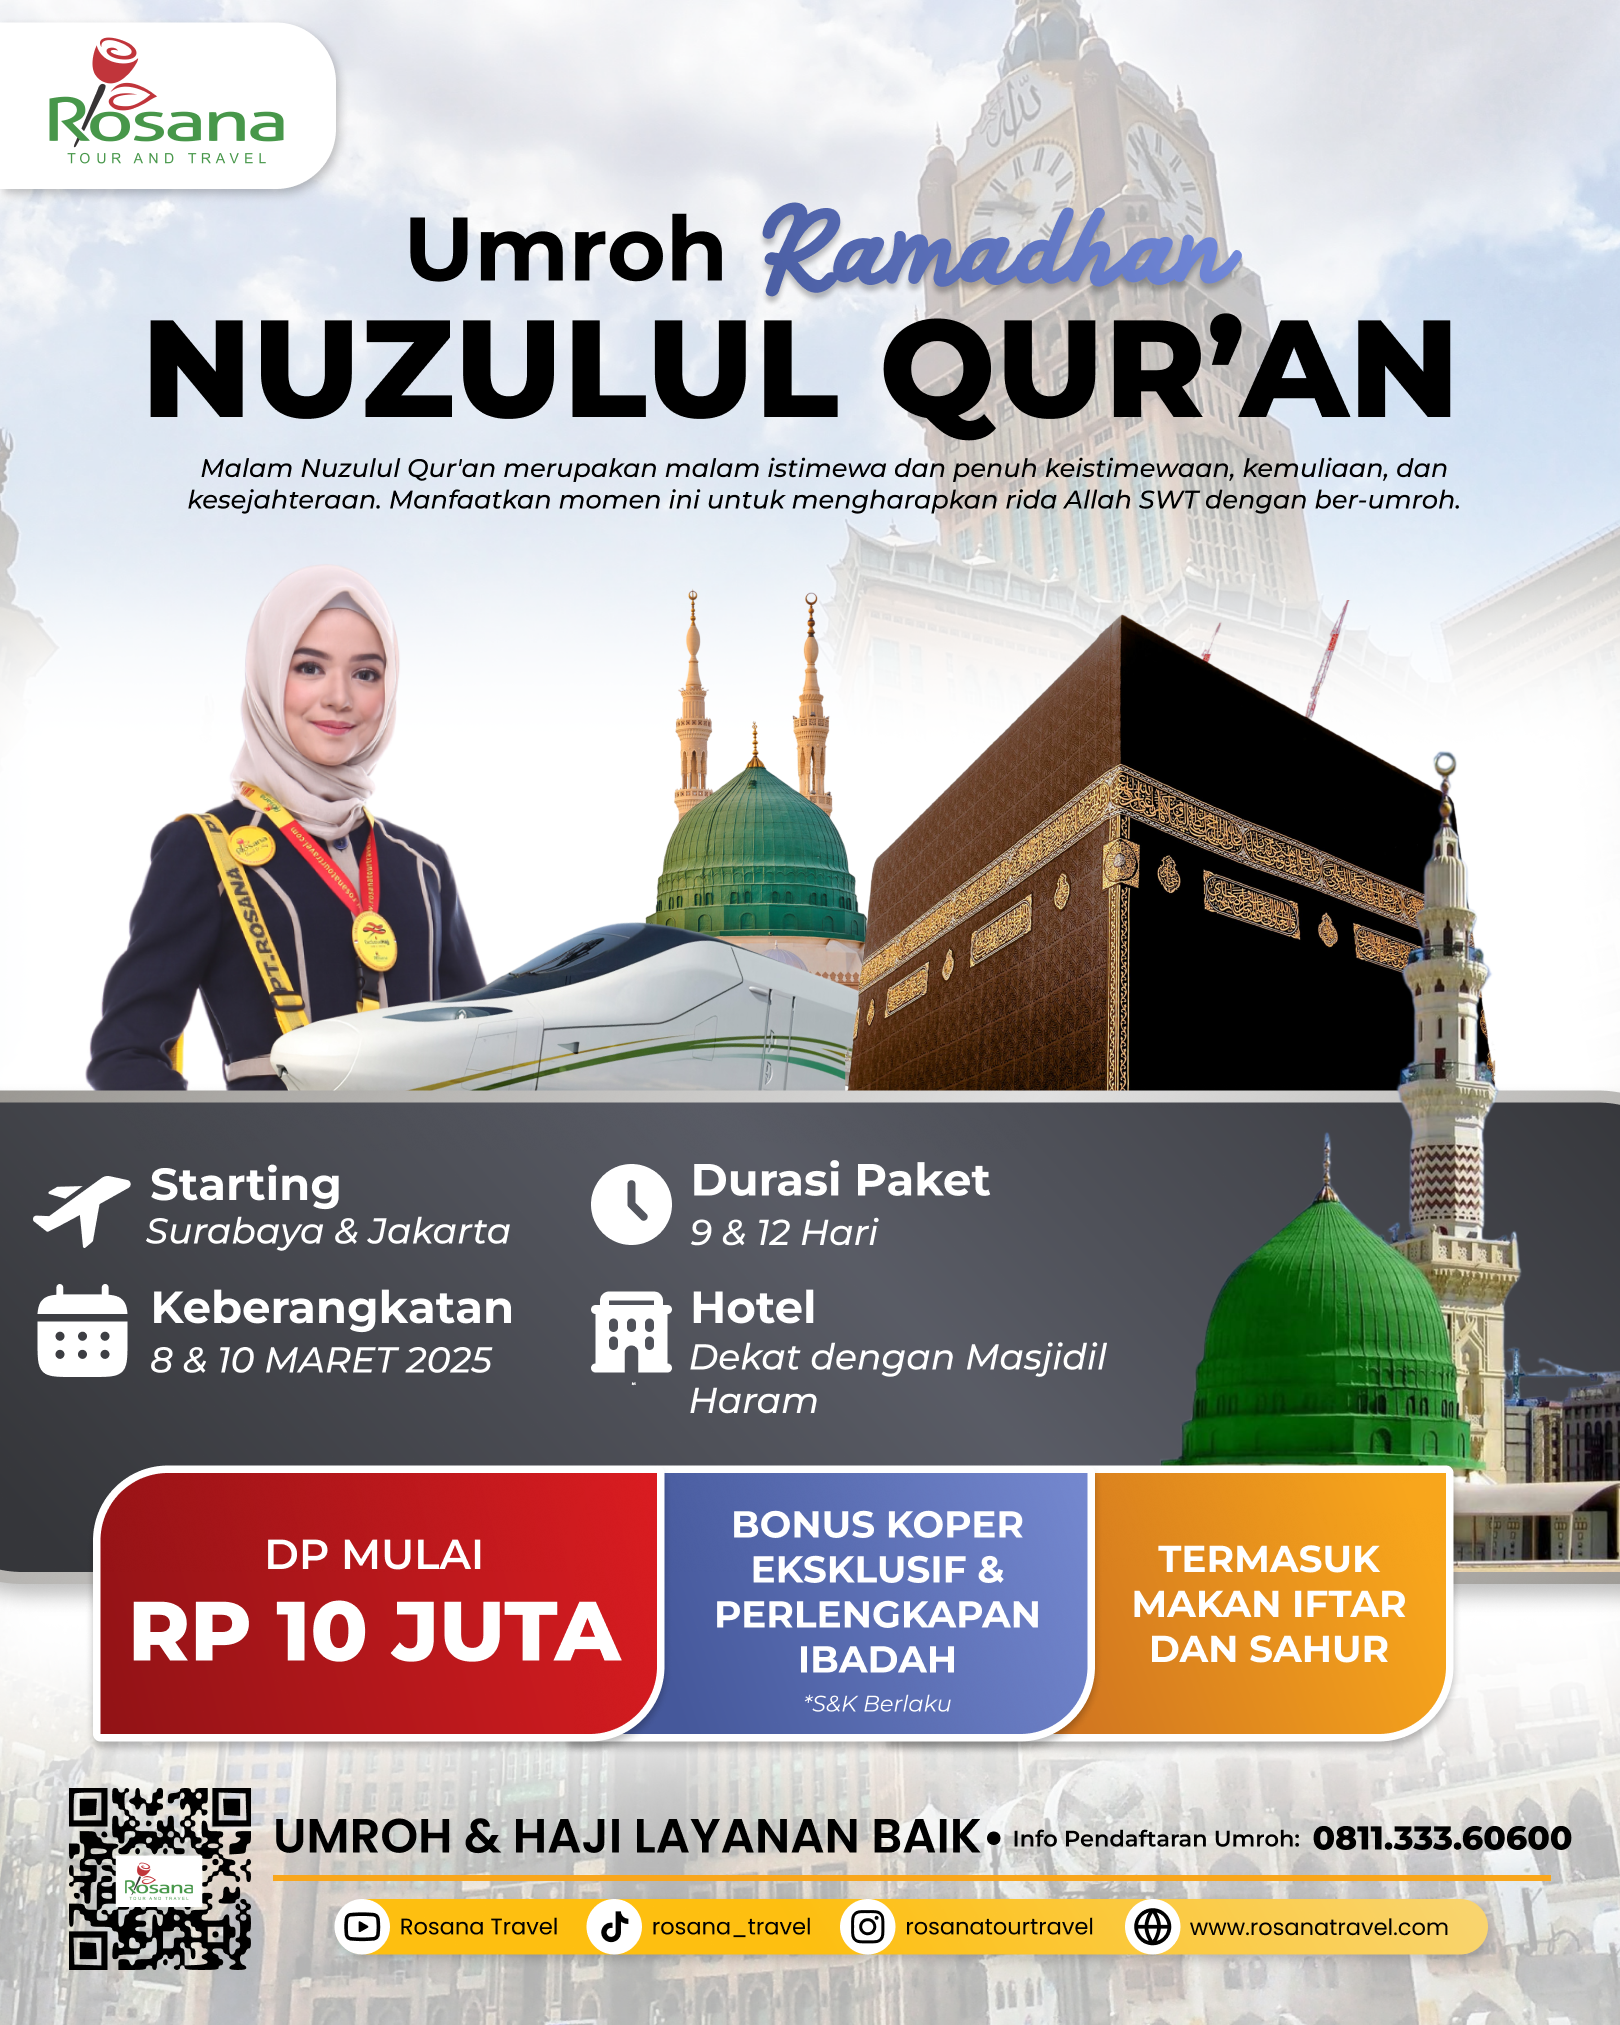 Rosana
TOUR AND TRAVEL
Umroh Ramadhan
NUZULUL QUR'AN
Malam Nuzulul Qur'an merupakan malam istimewa dan penuh keistimewaan, kemuliaan, dan
kesejahteraan. Manfaatkan momen ini untuk mengharapkan rida Allah SWT dengan ber-umroh.
PT.ROSANA
Starting
Surabaya & Jakarta
Durasi Paket
9 & 12 Hari
Keberangkatan
8 & 10 MARET 2025
Hotel
Dekat dengan Masjidil
Haram
DP MULAI
RP 10 JUTA
BONUS KOPER
EKSKLUSIF &
PERLENGKAPAN
IBADAH
*S&K Berlaku
TERMASUK
MAKAN IFTAR
DAN SAHUR
Rosana
TOUR AND TRAVEL
UMROH & HAJI LAYANAN BAIK • Info Pendaftaran Umroh: 0811.333.60600
Rosana Travel rosana_travel rosanatourtravel www.rosanatravel.com